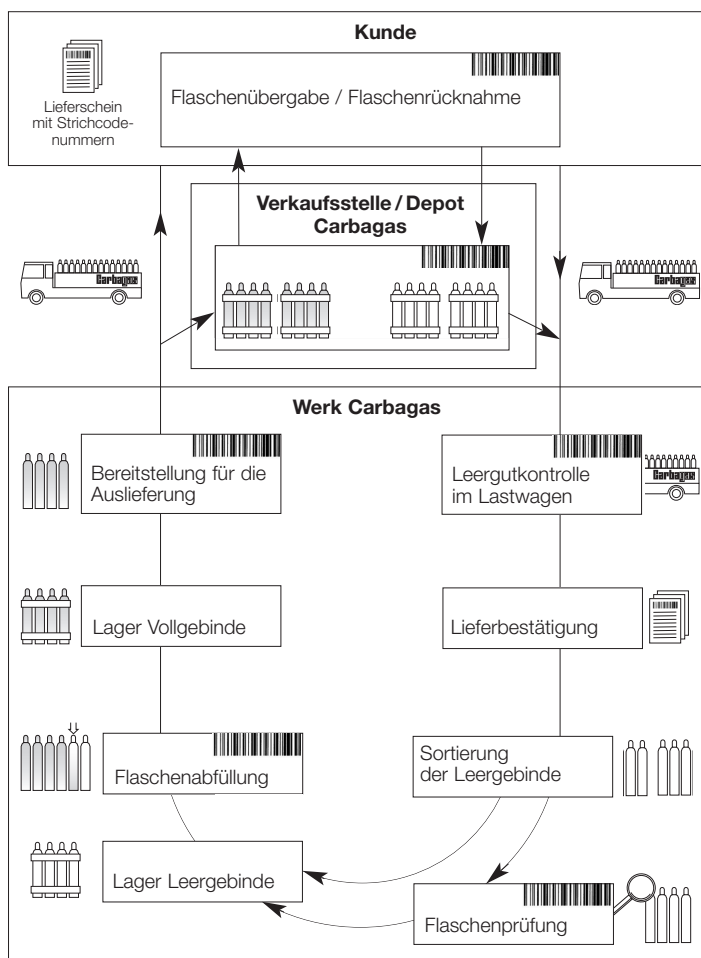 Kunde
Lieferschein
mit Strichcode-
nummern
Flaschenübergabe / Flaschenrücknahme
Verkaufsstelle / Depot
Carbagas
Carbagas
Carbagas
Werk Carbagas
Bereitstellung für die
Auslieferung
Leergutkontrolle
im Lastwagen
Carbagas
Lager Vollgebinde
Lieferbestätigung
Flaschenabfüllung
Sortierung
der Leergebinde
Lager Leergebinde
Flaschenprüfung